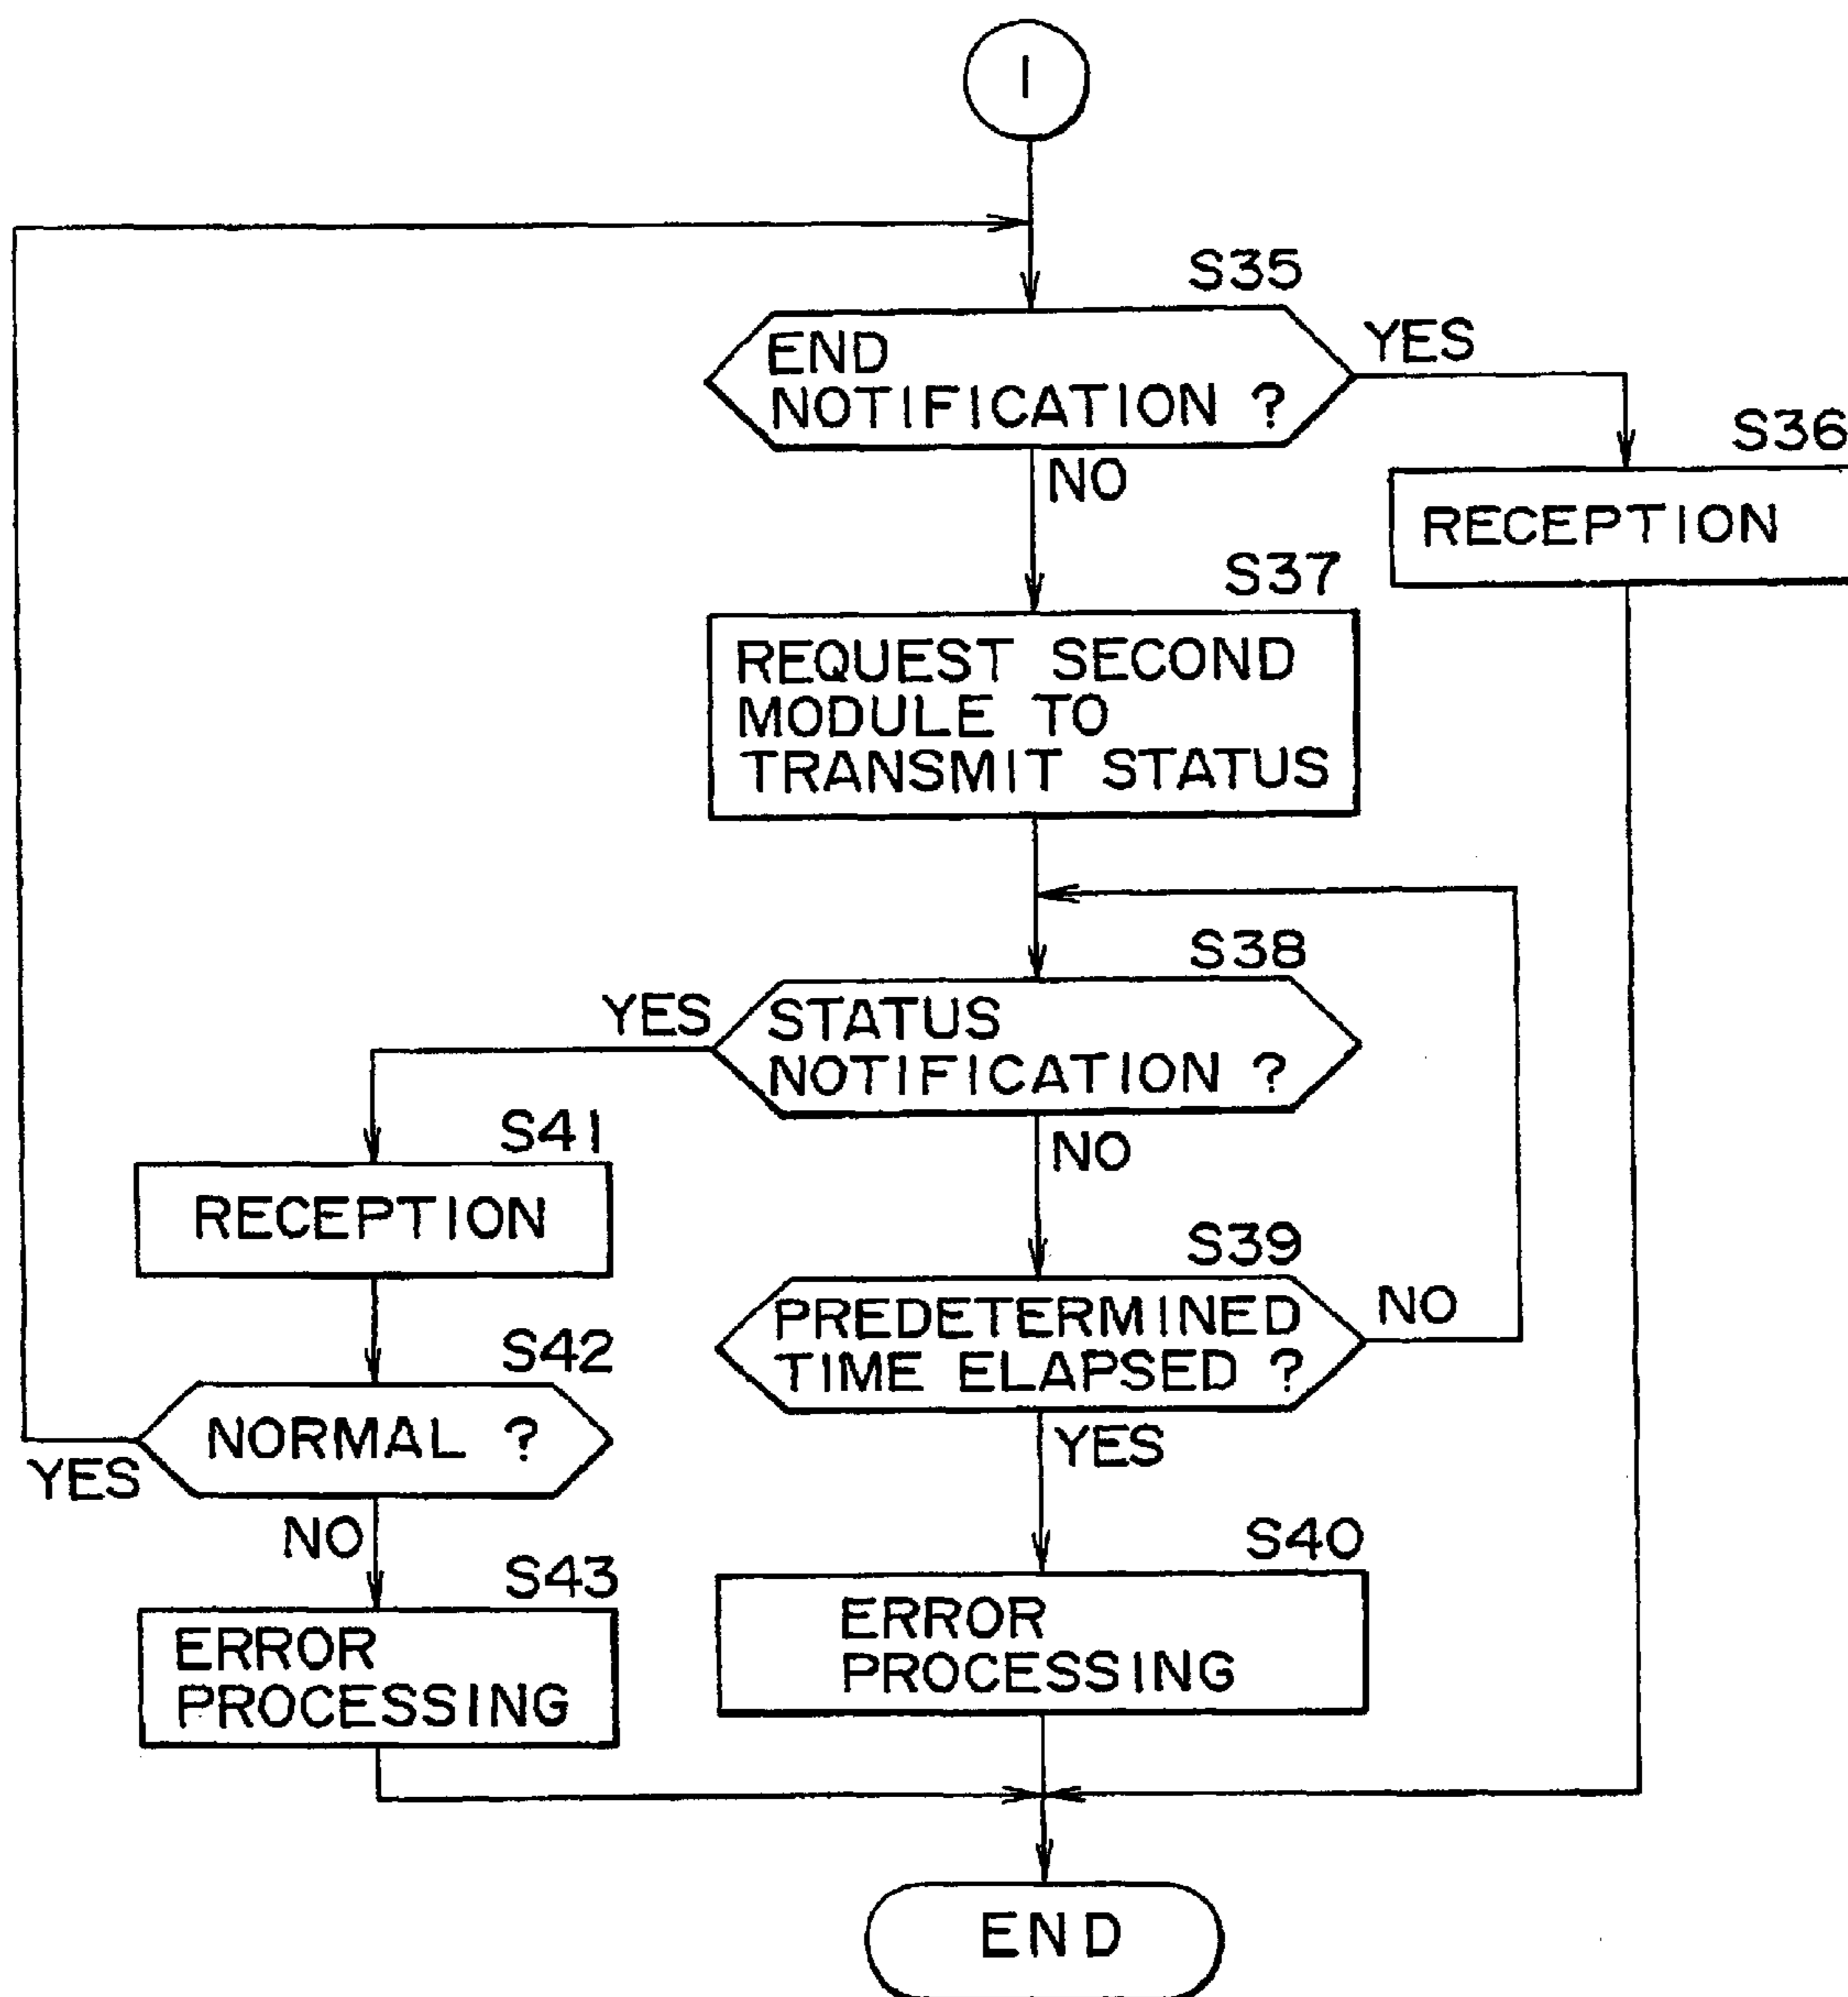 1
S35
END
NOTIFICATION ?
YES
NO
S36
RECEPTION
S37
REQUEST SECOND
MODULE TO
TRANSMIT STATUS
S38
STATUS
NOTIFICATION ?
YES
NO
S41
RECEPTION
S39
PREDETERMINED
TIME ELAPSED ?
NO
YES
S42
NORMAL ?
YES
NO
S43
ERROR
PROCESSING
S40
ERROR
PROCESSING
END